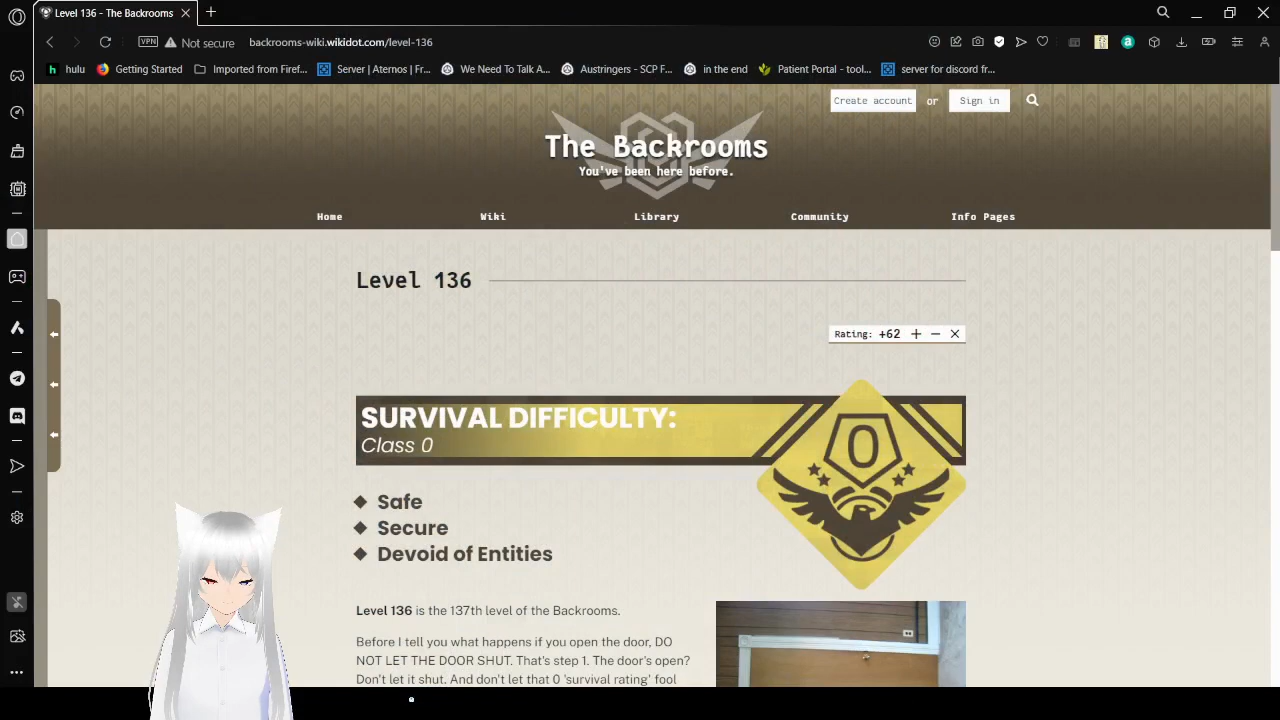 Level 136 - The Backrooms
VPN Not secure backrooms-wiki.wikidot.com/level-136
hulu Getting Started Imported from Firef... Server | Aternos | Fr... We Need To Talk A... Austringers - SCP F... in the end Patient Portal - tool... server for discord fr...
Create account or Sign in
The Backrooms
You've been here before.
Home Wiki Library Community Info Pages
Level 136
Rating: +62 + − ×
SURVIVAL DIFFICULTY:
Class 0
0
Safe
Secure
Devoid of Entities
Level 136 is the 137th level of the Backrooms.
Before I tell you what happens if you open the door, DO
NOT LET THE DOOR SHUT. That's step 1. The door's open?
Don't let it shut. And don't let that 0 'survival rating' fool